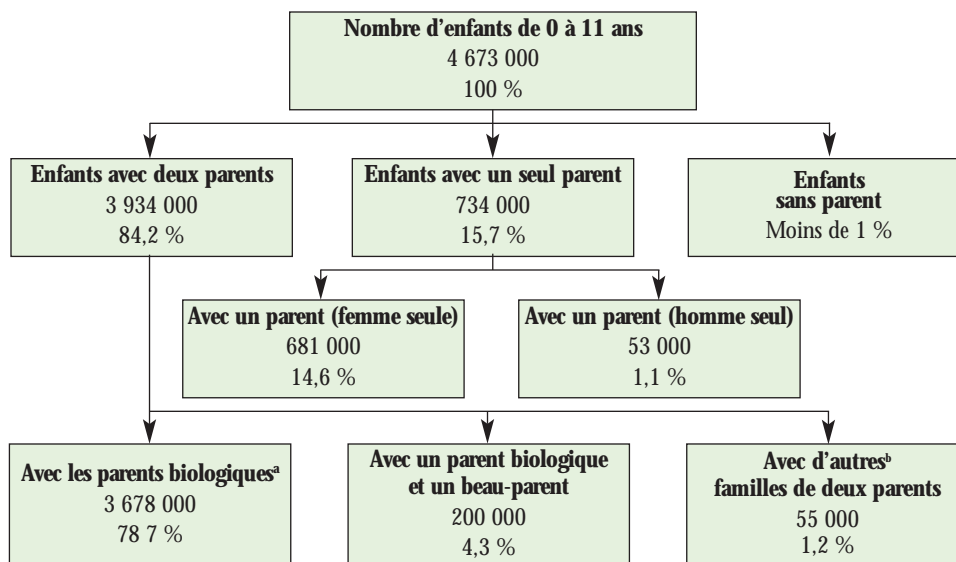 Nombre d'enfants de 0 à 11 ans
4 673 000
100 %
Enfants avec deux parents
3 934 000
84,2 %
Enfants avec un seul parent
734 000
15,7 %
Enfants
sans parent
Moins de 1 %
Avec un parent (femme seule)
681 000
14,6 %
Avec un parent (homme seul)
53 000
1,1 %
Avec les parents biologiquesᵃ
3 678 000
78 7 %
Avec un parent biologique
et un beau-parent
200 000
4,3 %
Avec d'autresᵇ
familles de deux parents
55 000
1,2 %